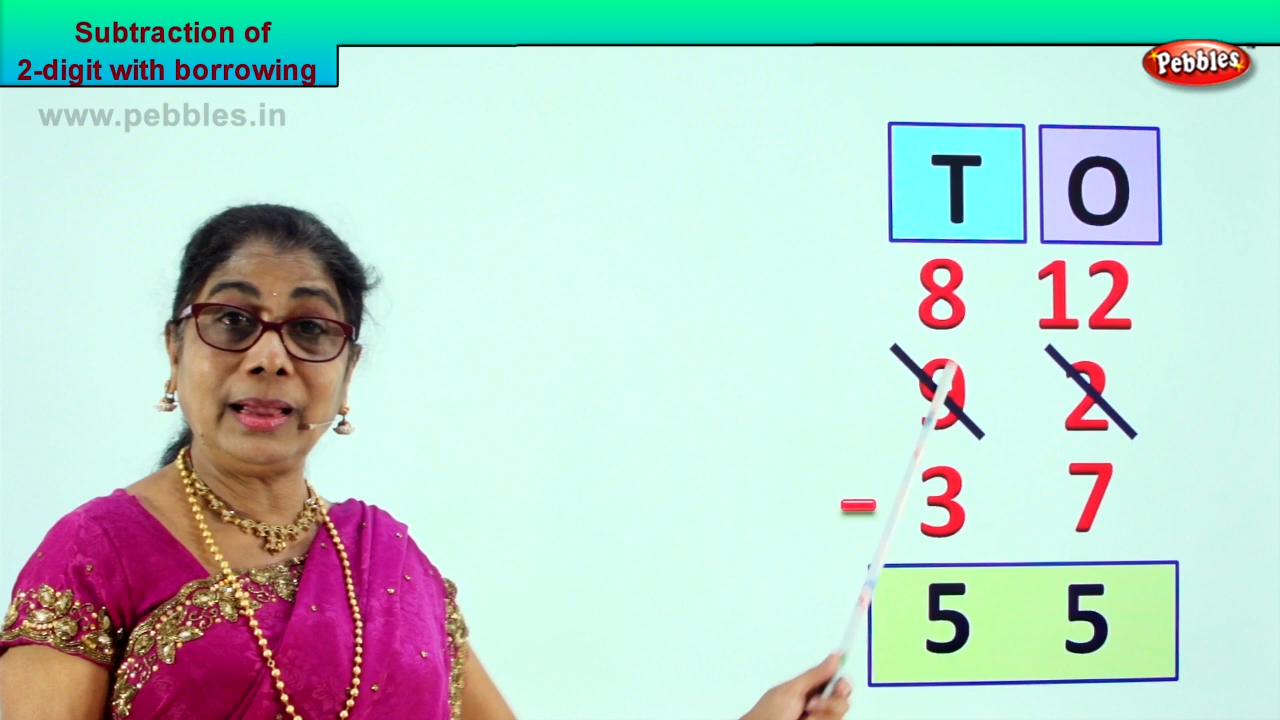 Subtraction of
2-digit with borrowing
Pebbles
www.pebbles.in
T O
8 12
9 2
- 3 7
5 5